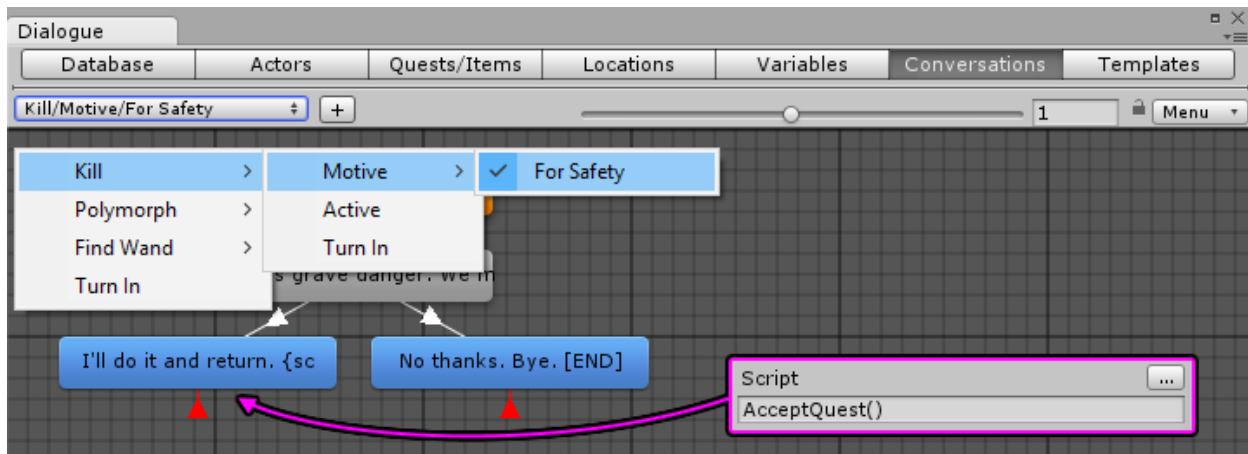 Dialogue
Database Actors Quests/Items Locations Variables Conversations Templates
Kill/Motive/For Safety + 1 Menu
Kill Motive For Safety
Polymorph Active
Find Wand Turn In
Turn In
grave danger. We m
I'll do it and return. {sc No thanks. Bye. [END]
Script ...
AcceptQuest()